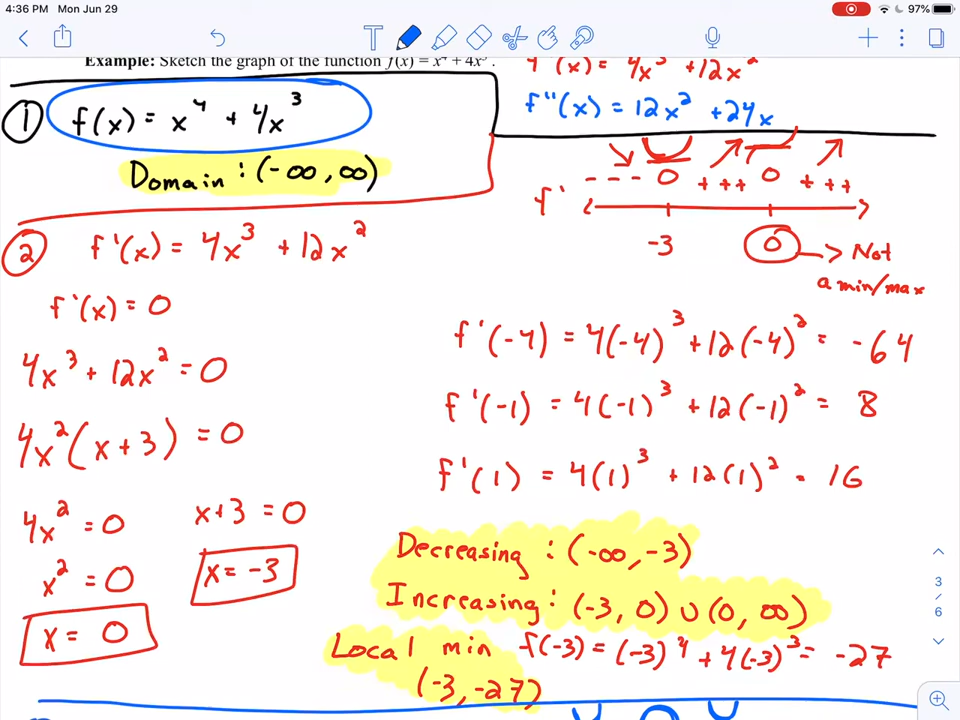 4:36 PM Mon Jun 29
97%
Example: Sketch the graph of the function f(x) = x⁴ + 4x³.
f'(x) = 4x³ + 12x²
f''(x) = 12x² + 24x
① f(x) = x⁴ + 4x³
Domain: (-∞, ∞)
--- 0 +++ 0 +++
f'
-3 0 -> Not
a min/max
② f'(x) = 4x³ + 12x²
f'(x) = 0
4x³ + 12x² = 0
4x²(x+3) = 0
4x² = 0 x+3 = 0
x² = 0 x = -3
x = 0
f'(-4) = 4(-4)³ + 12(-4)² = -64
f'(-1) = 4(-1)³ + 12(-1)² = 8
f'(1) = 4(1)³ + 12(1)² = 16
Decreasing: (-∞, -3)
Increasing: (-3, 0) ∪ (0, ∞)
Local min f(-3) = (-3)⁴ + 4(-3)³ = -27
(-3, -27)
3
/
6